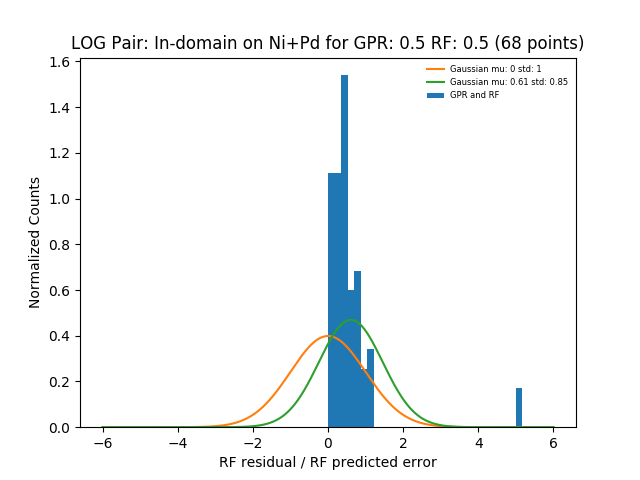 LOG Pair: In-domain on Ni+Pd for GPR: 0.5 RF: 0.5 (68 points)
Gaussian mu: 0 std: 1
Gaussian mu: 0.61 std: 0.85
GPR and RF
Normalized Counts
1.6
1.4
1.2
1.0
0.8
0.6
0.4
0.2
0.0
−6 −4 −2 0 2 4 6
RF residual / RF predicted error